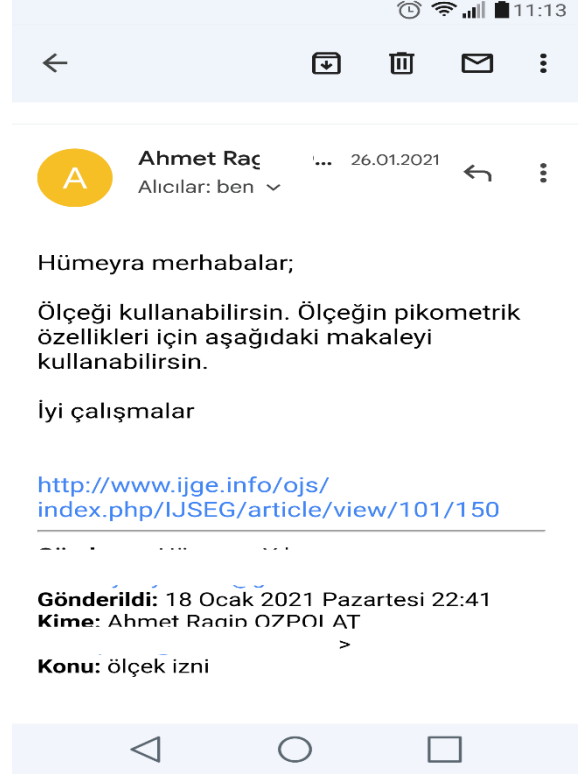 11:13
A
Ahmet Rag ... 26.01.2021
Alıcılar: ben
Hümeyra merhabalar;
Ölçeği kullanabilirsin. Ölçeğin pikometrik
özellikleri için aşağıdaki makaleyi
kullanabilirsin.
İyi çalışmalar
http://www.ijge.info/ojs/
index.php/IJSEG/article/view/101/150
Gönderildi: 18 Ocak 2021 Pazartesi 22:41
Kime: Ahmet Ragip OZPOLAT
>
Konu: ölçek izni